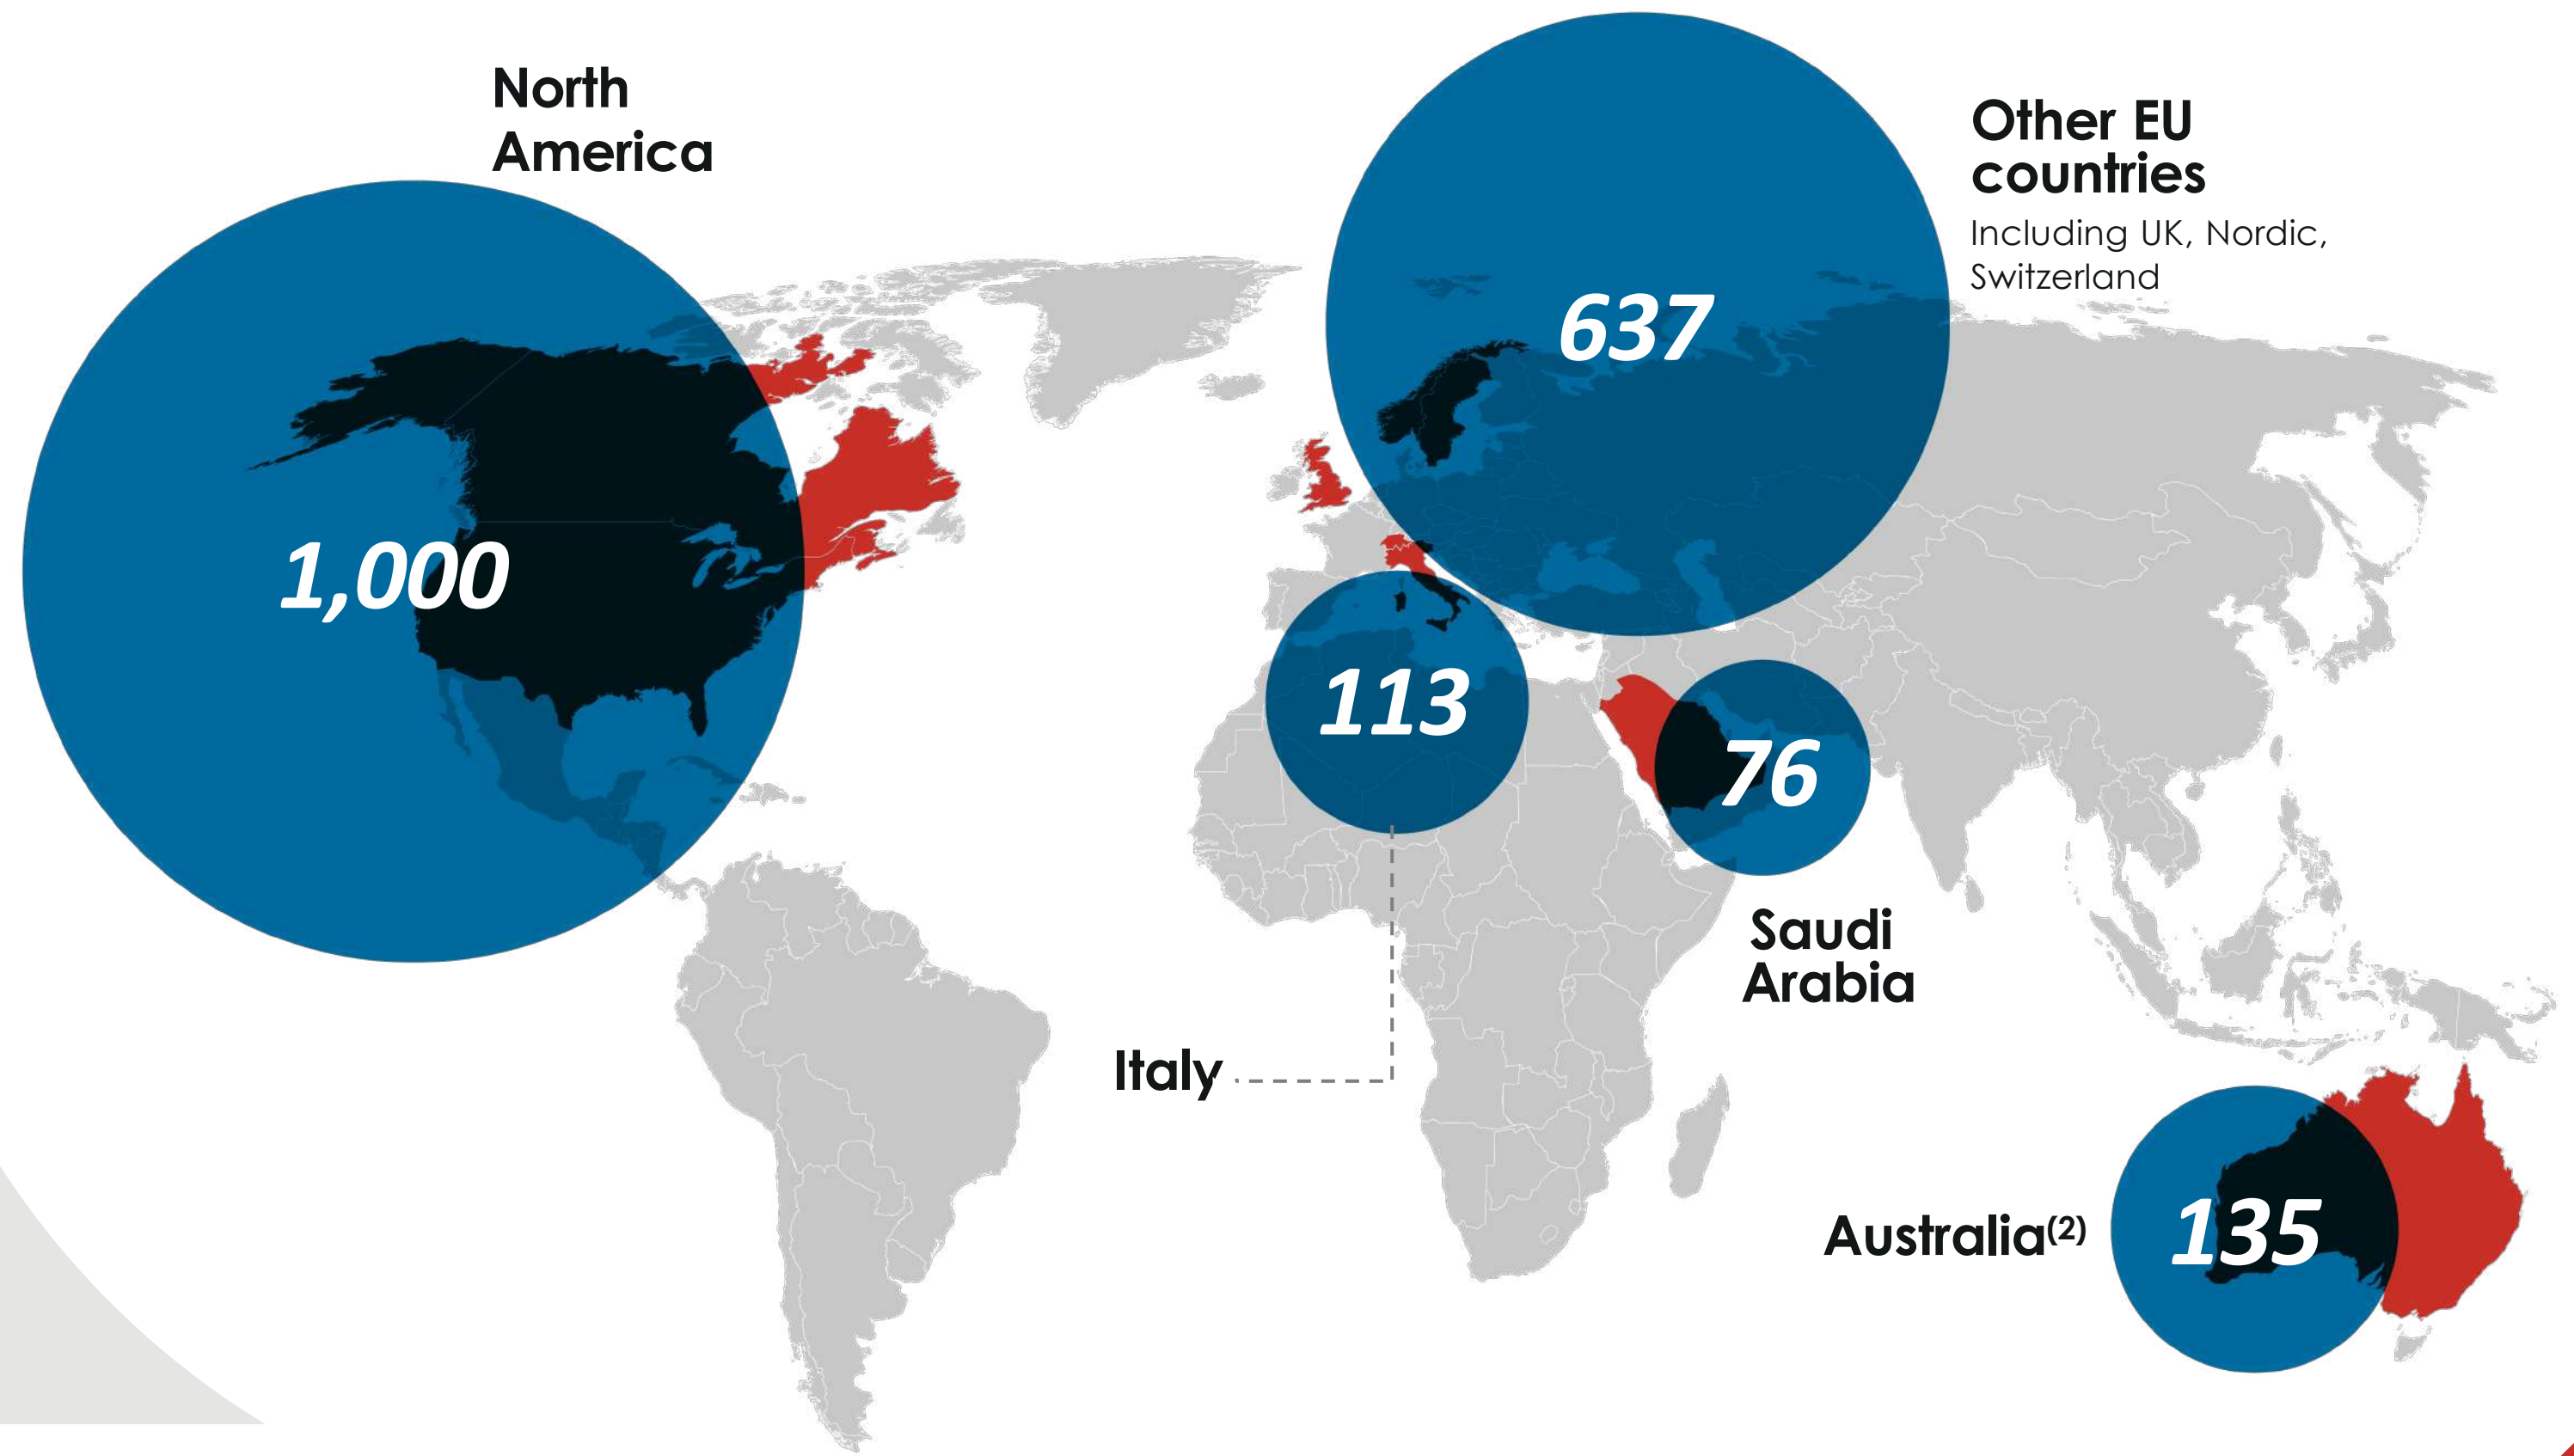 North
America
1,000
637
Other EU
countries
Including UK, Nordic,
Switzerland
113
Italy
76
Saudi
Arabia
Australia(2)
135